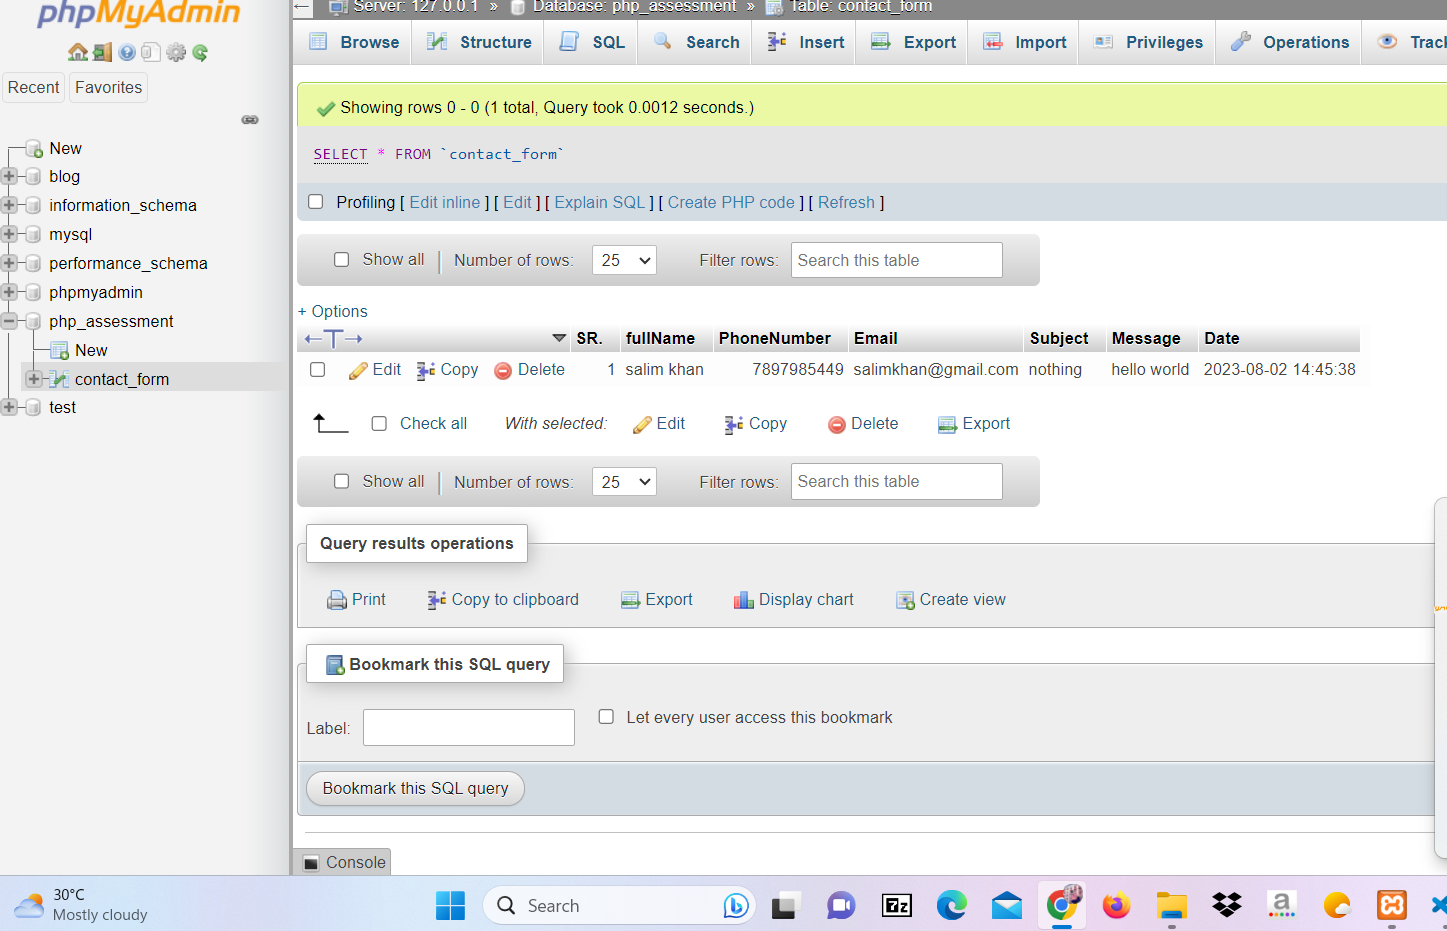 phpMyAdmin
Recent Favorites
New
blog
information_schema
mysql
performance_schema
phpmyadmin
php_assessment
New
contact_form
test
Server: 127.0.0.1 » Database: php_assessment » Table: contact_form
Browse Structure SQL Search Insert Export Import Privileges Operations Track
Showing rows 0 - 0 (1 total, Query took 0.0012 seconds.)
SELECT * FROM `contact_form`
Profiling [ Edit inline ] [ Edit ] [ Explain SQL ] [ Create PHP code ] [ Refresh ]
Show all Number of rows: 25 Filter rows: Search this table
+ Options
←T→ SR. fullName PhoneNumber Email Subject Message Date
Edit Copy Delete 1 salim khan 7897985449 salimkhan@gmail.com nothing hello world 2023-08-02 14:45:38
Check all With selected: Edit Copy Delete Export
Show all Number of rows: 25 Filter rows: Search this table
Query results operations
Print Copy to clipboard Export Display chart Create view
Bookmark this SQL query
Label: Let every user access this bookmark
Bookmark this SQL query
Console
30°C
Mostly cloudy
Search
7z
a